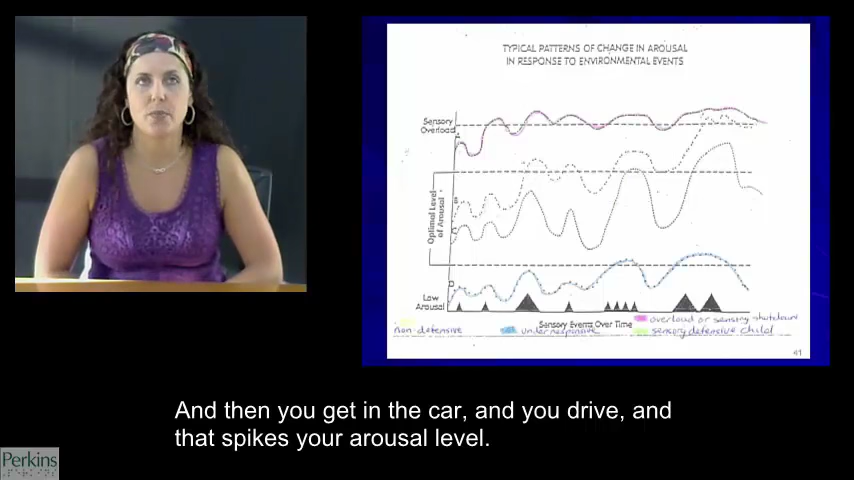 TYPICAL PATTERNS OF CHANGE IN AROUSAL
IN RESPONSE TO ENVIRONMENTAL EVENTS
Sensory
Overload
A
Optimal Level
of Arousal
B
C
D
Low
Arousal
Sensory Events Over Time
overload or sensory shutdown
non-defensive
underresponsive
sensory defensive child
41
And then you get in the car, and you drive, and
that spikes your arousal level.
Perkins